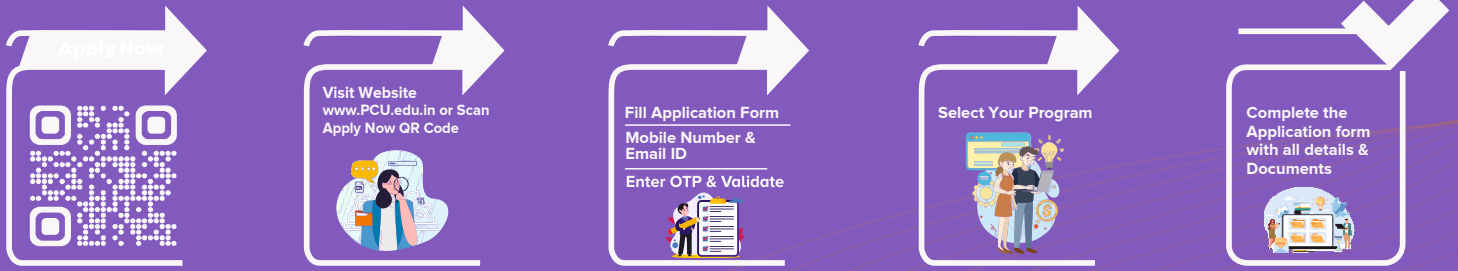 Apply Now
Visit Website
www.PCU.edu.in or Scan
Apply Now QR Code
Fill Application Form
Mobile Number &
Email ID
Enter OTP & Validate
Select Your Program
Complete the
Application form
with all details &
Documents